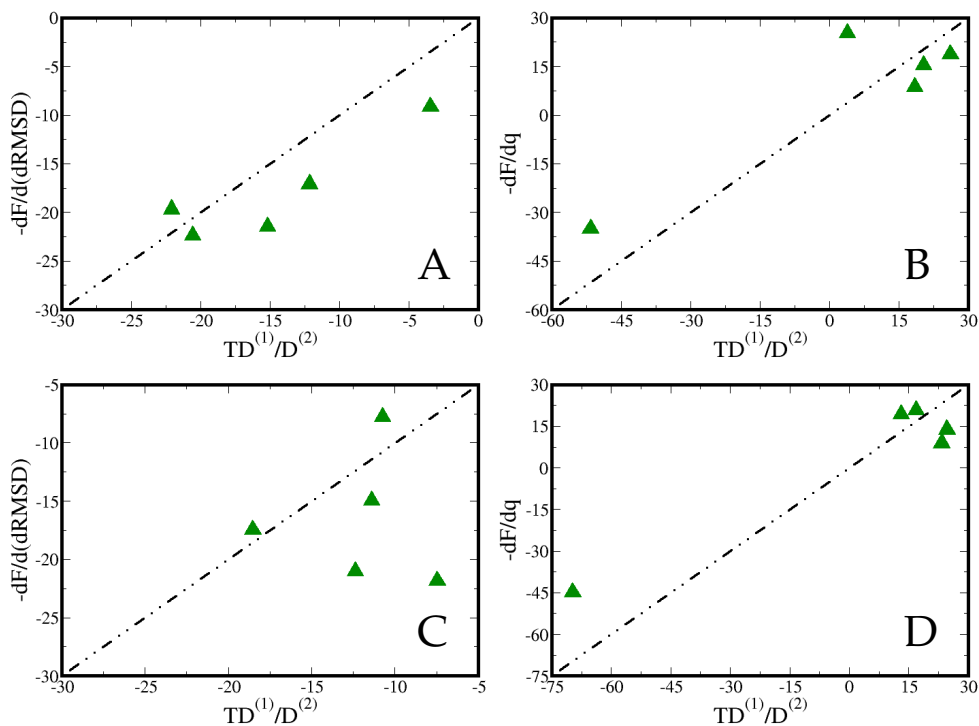 0
-5
-10
-15
-20
-25
-30
-dF/d(dRMSD)
-30 -25 -20 -15 -10 -5 0
TD^(1)/D^(2)
A
30
15
0
-15
-30
-45
-60
-dF/dq
-60 -45 -30 -15 0 15 30
TD^(1)/D^(2)
B
-5
-10
-15
-20
-25
-30
-dF/d(dRMSD)
-30 -25 -20 -15 -10 -5
TD^(1)/D^(2)
C
30
15
0
-15
-30
-45
-60
-75
-dF/dq
-75 -60 -45 -30 -15 0 15 30
TD^(1)/D^(2)
D